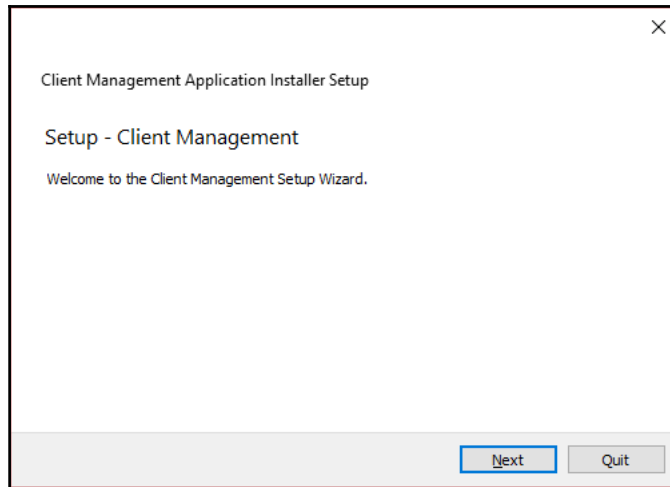 Client Management Application Installer Setup
Setup - Client Management
Welcome to the Client Management Setup Wizard.
Next
Quit